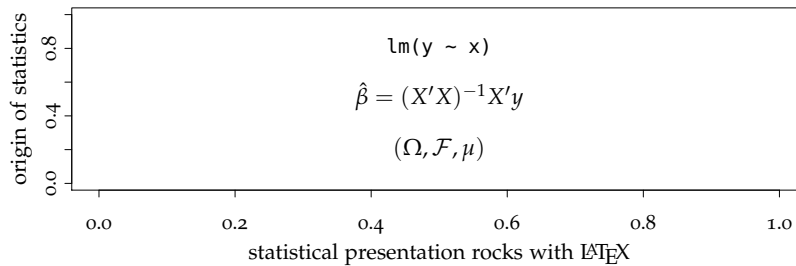 origin of statistics
0.8
0.4
0.0
lm(y ~ x)
β̂ = (X′X)⁻¹X′y
(Ω, ℱ, μ)
0.0 0.2 0.4 0.6 0.8 1.0
statistical presentation rocks with LATEX